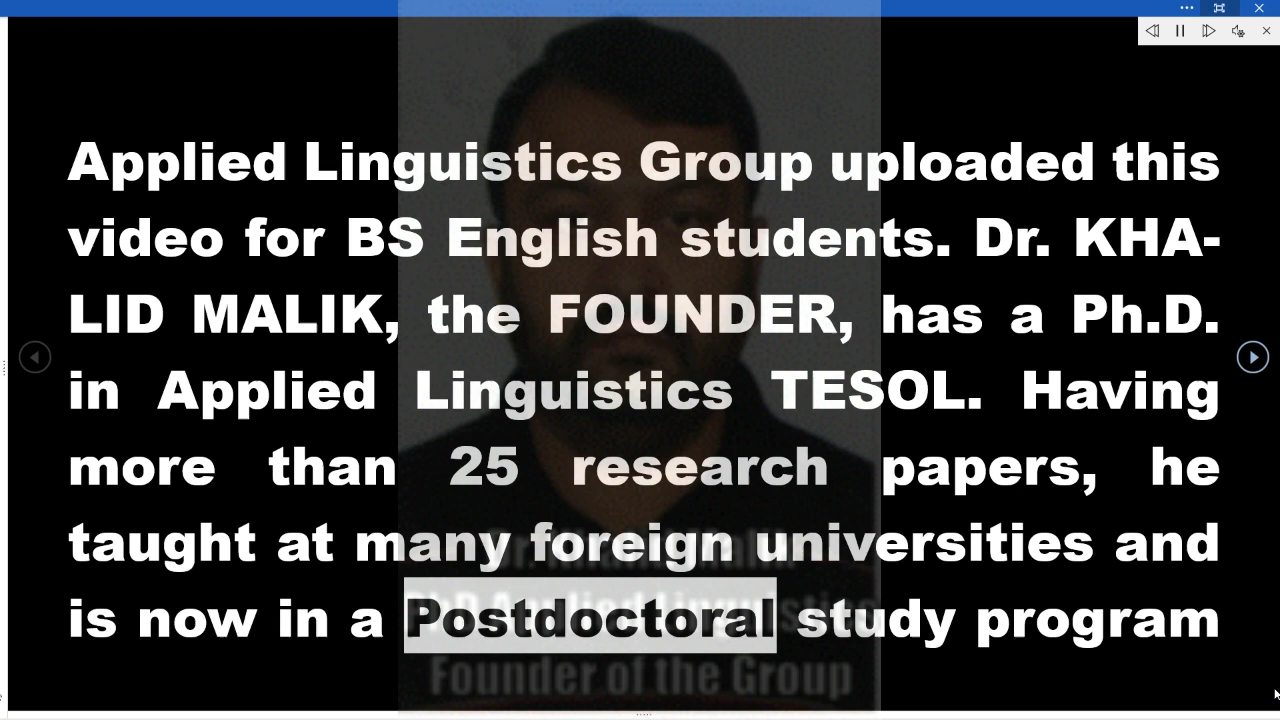 Applied Linguistics Group uploaded this
video for BS English students. Dr. KHA-
LID MALIK, the FOUNDER, has a Ph.D.
in Applied Linguistics TESOL. Having
more than 25 research papers, he
taught at many foreign universities and
is now in a Postdoctoral study program
Founder of the Group